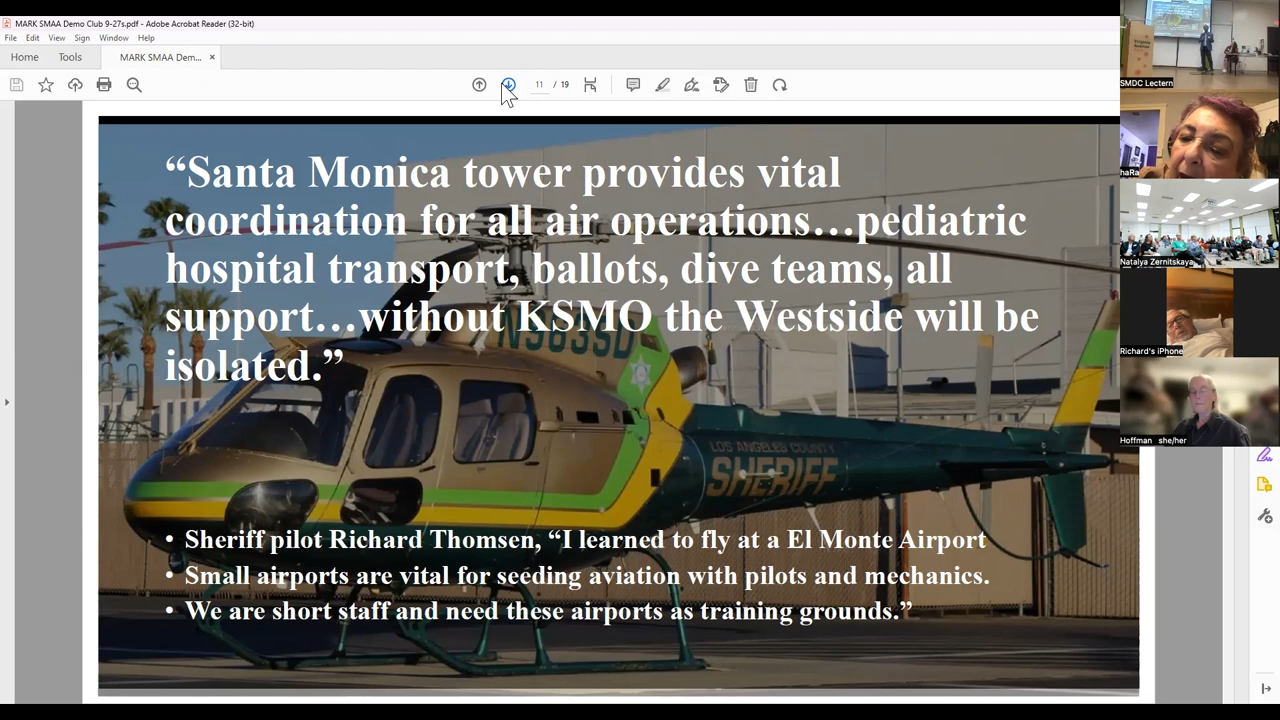 MARK SMAA Demo Club 9-27s.pdf - Adobe Acrobat Reader (32-bit)
File Edit View Sign Window Help
Home Tools MARK SMAA Dem... ×
11 / 19
“Santa Monica tower provides vital
coordination for all air operations…pediatric
hospital transport, ballots, dive teams, all
support…without KSMO the Westside will be
isolated.”
N963SD
LOS ANGELES COUNTY
SHERIFF
• Sheriff pilot Richard Thomsen, “I learned to fly at a El Monte Airport
• Small airports are vital for seeding aviation with pilots and mechanics.
• We are short staff and need these airports as training grounds.”
SMDC Lectern
haRa
Natalya Zernitskaya
Richard's iPhone
Hoffman she/her